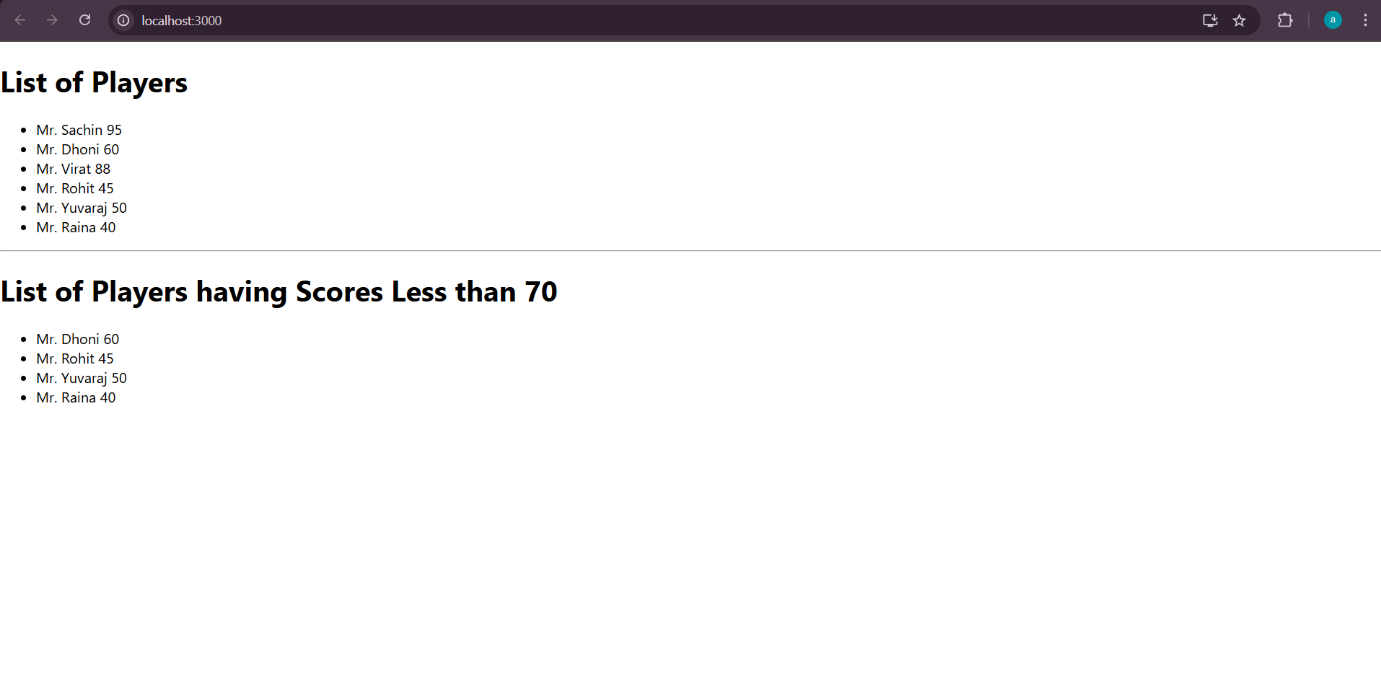 localhost:3000
a
List of Players
Mr. Sachin 95
Mr. Dhoni 60
Mr. Virat 88
Mr. Rohit 45
Mr. Yuvaraj 50
Mr. Raina 40
List of Players having Scores Less than 70
Mr. Dhoni 60
Mr. Rohit 45
Mr. Yuvaraj 50
Mr. Raina 40